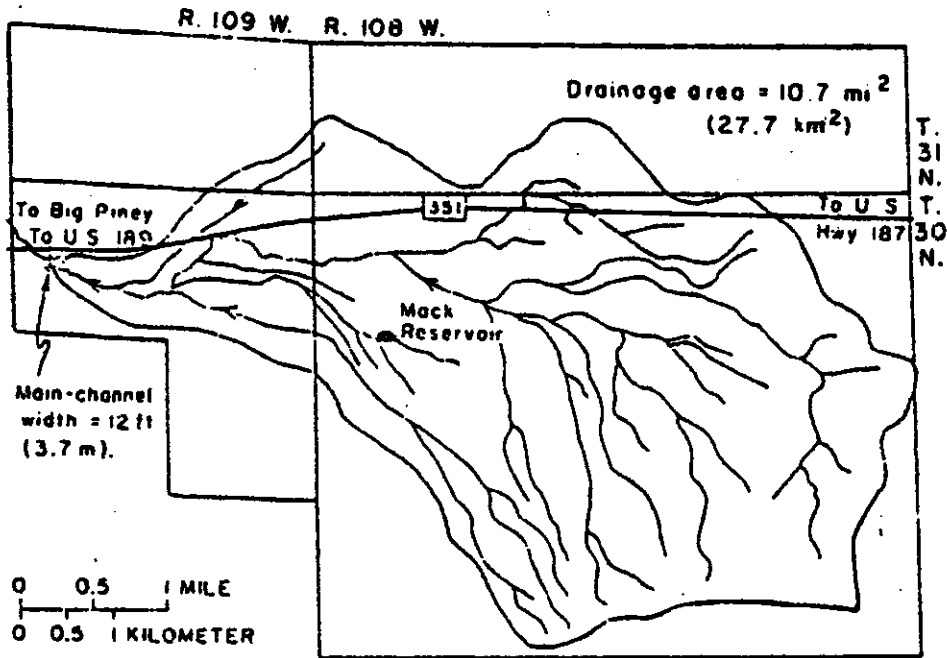 R. 109 W. R. 108 W.
Drainage area = 10.7 mi²
(27.7 km²)
T.
31
N.
351
To Big Piney
To U S 189
To U S
Hwy 187
T.
30
N.
Mack
Reservoir
Main-channel
width = 12 ft
(3.7 m).
0 0.5 1 MILE
0 0.5 1 KILOMETER